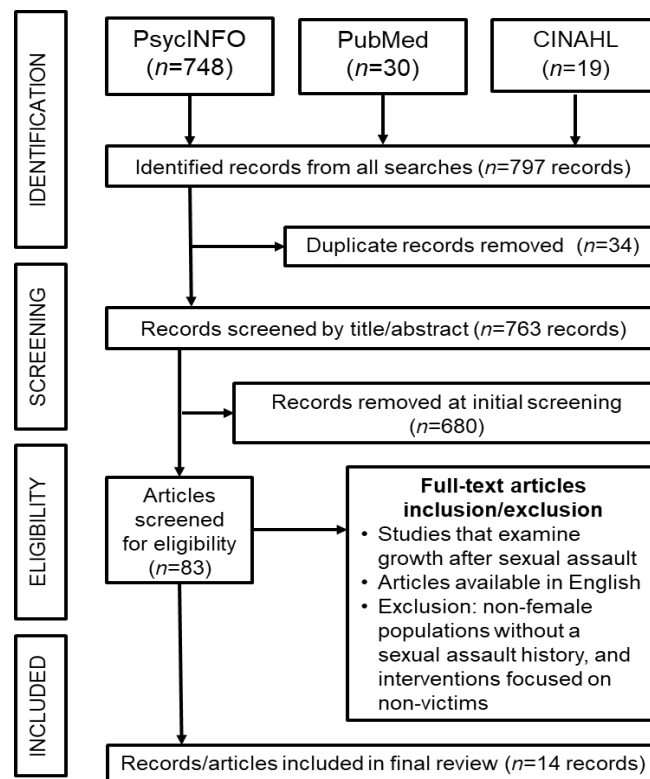 IDENTIFICATION
PsycINFO
(n=748)
PubMed
(n=30)
CINAHL
(n=19)
Identified records from all searches (n=797 records)
Duplicate records removed (n=34)
SCREENING
Records screened by title/abstract (n=763 records)
Records removed at initial screening
(n=680)
ELIGIBILITY
Articles
screened
for eligibility
(n=83)
Full-text articles
inclusion/exclusion
• Studies that examine
growth after sexual assault
• Articles available in English
• Exclusion: non-female
populations without a
sexual assault history, and
interventions focused on
non-victims
INCLUDED
Records/articles included in final review (n=14 records)